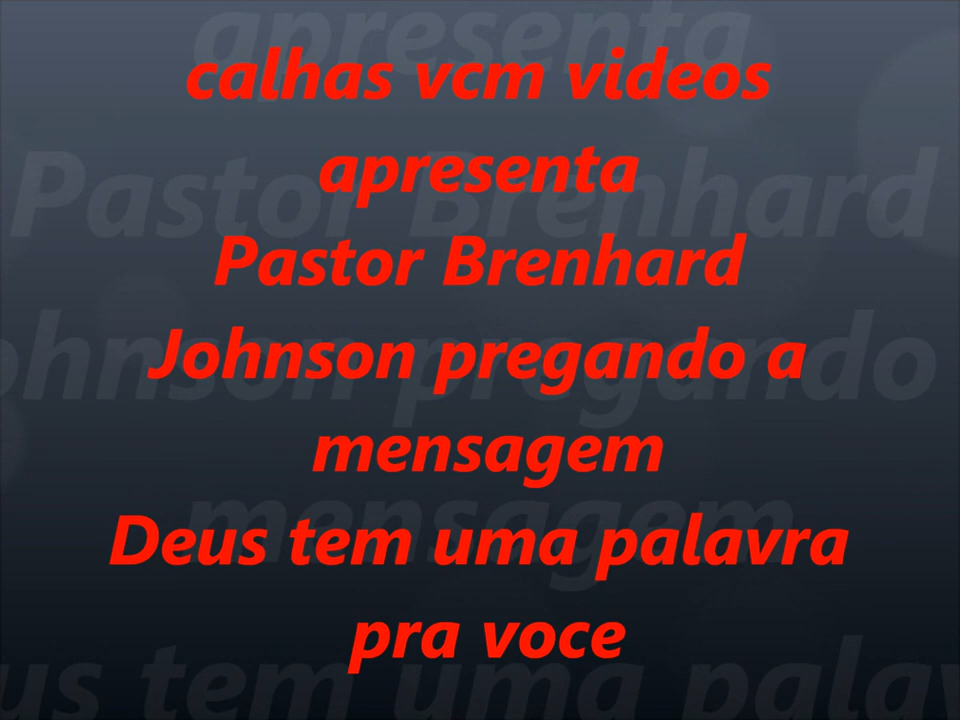 calhas vcm videos
apresenta
Pastor Brenhard
Johnson pregando a
mensagem
Deus tem uma palavra
pra voce